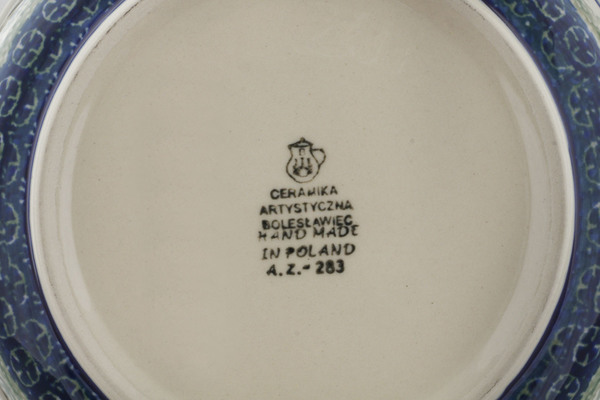 CERAMIKA
ARTYSTYCZNA
BOLESŁAWIEC
HAND MADE
IN POLAND
A.Z.- 283